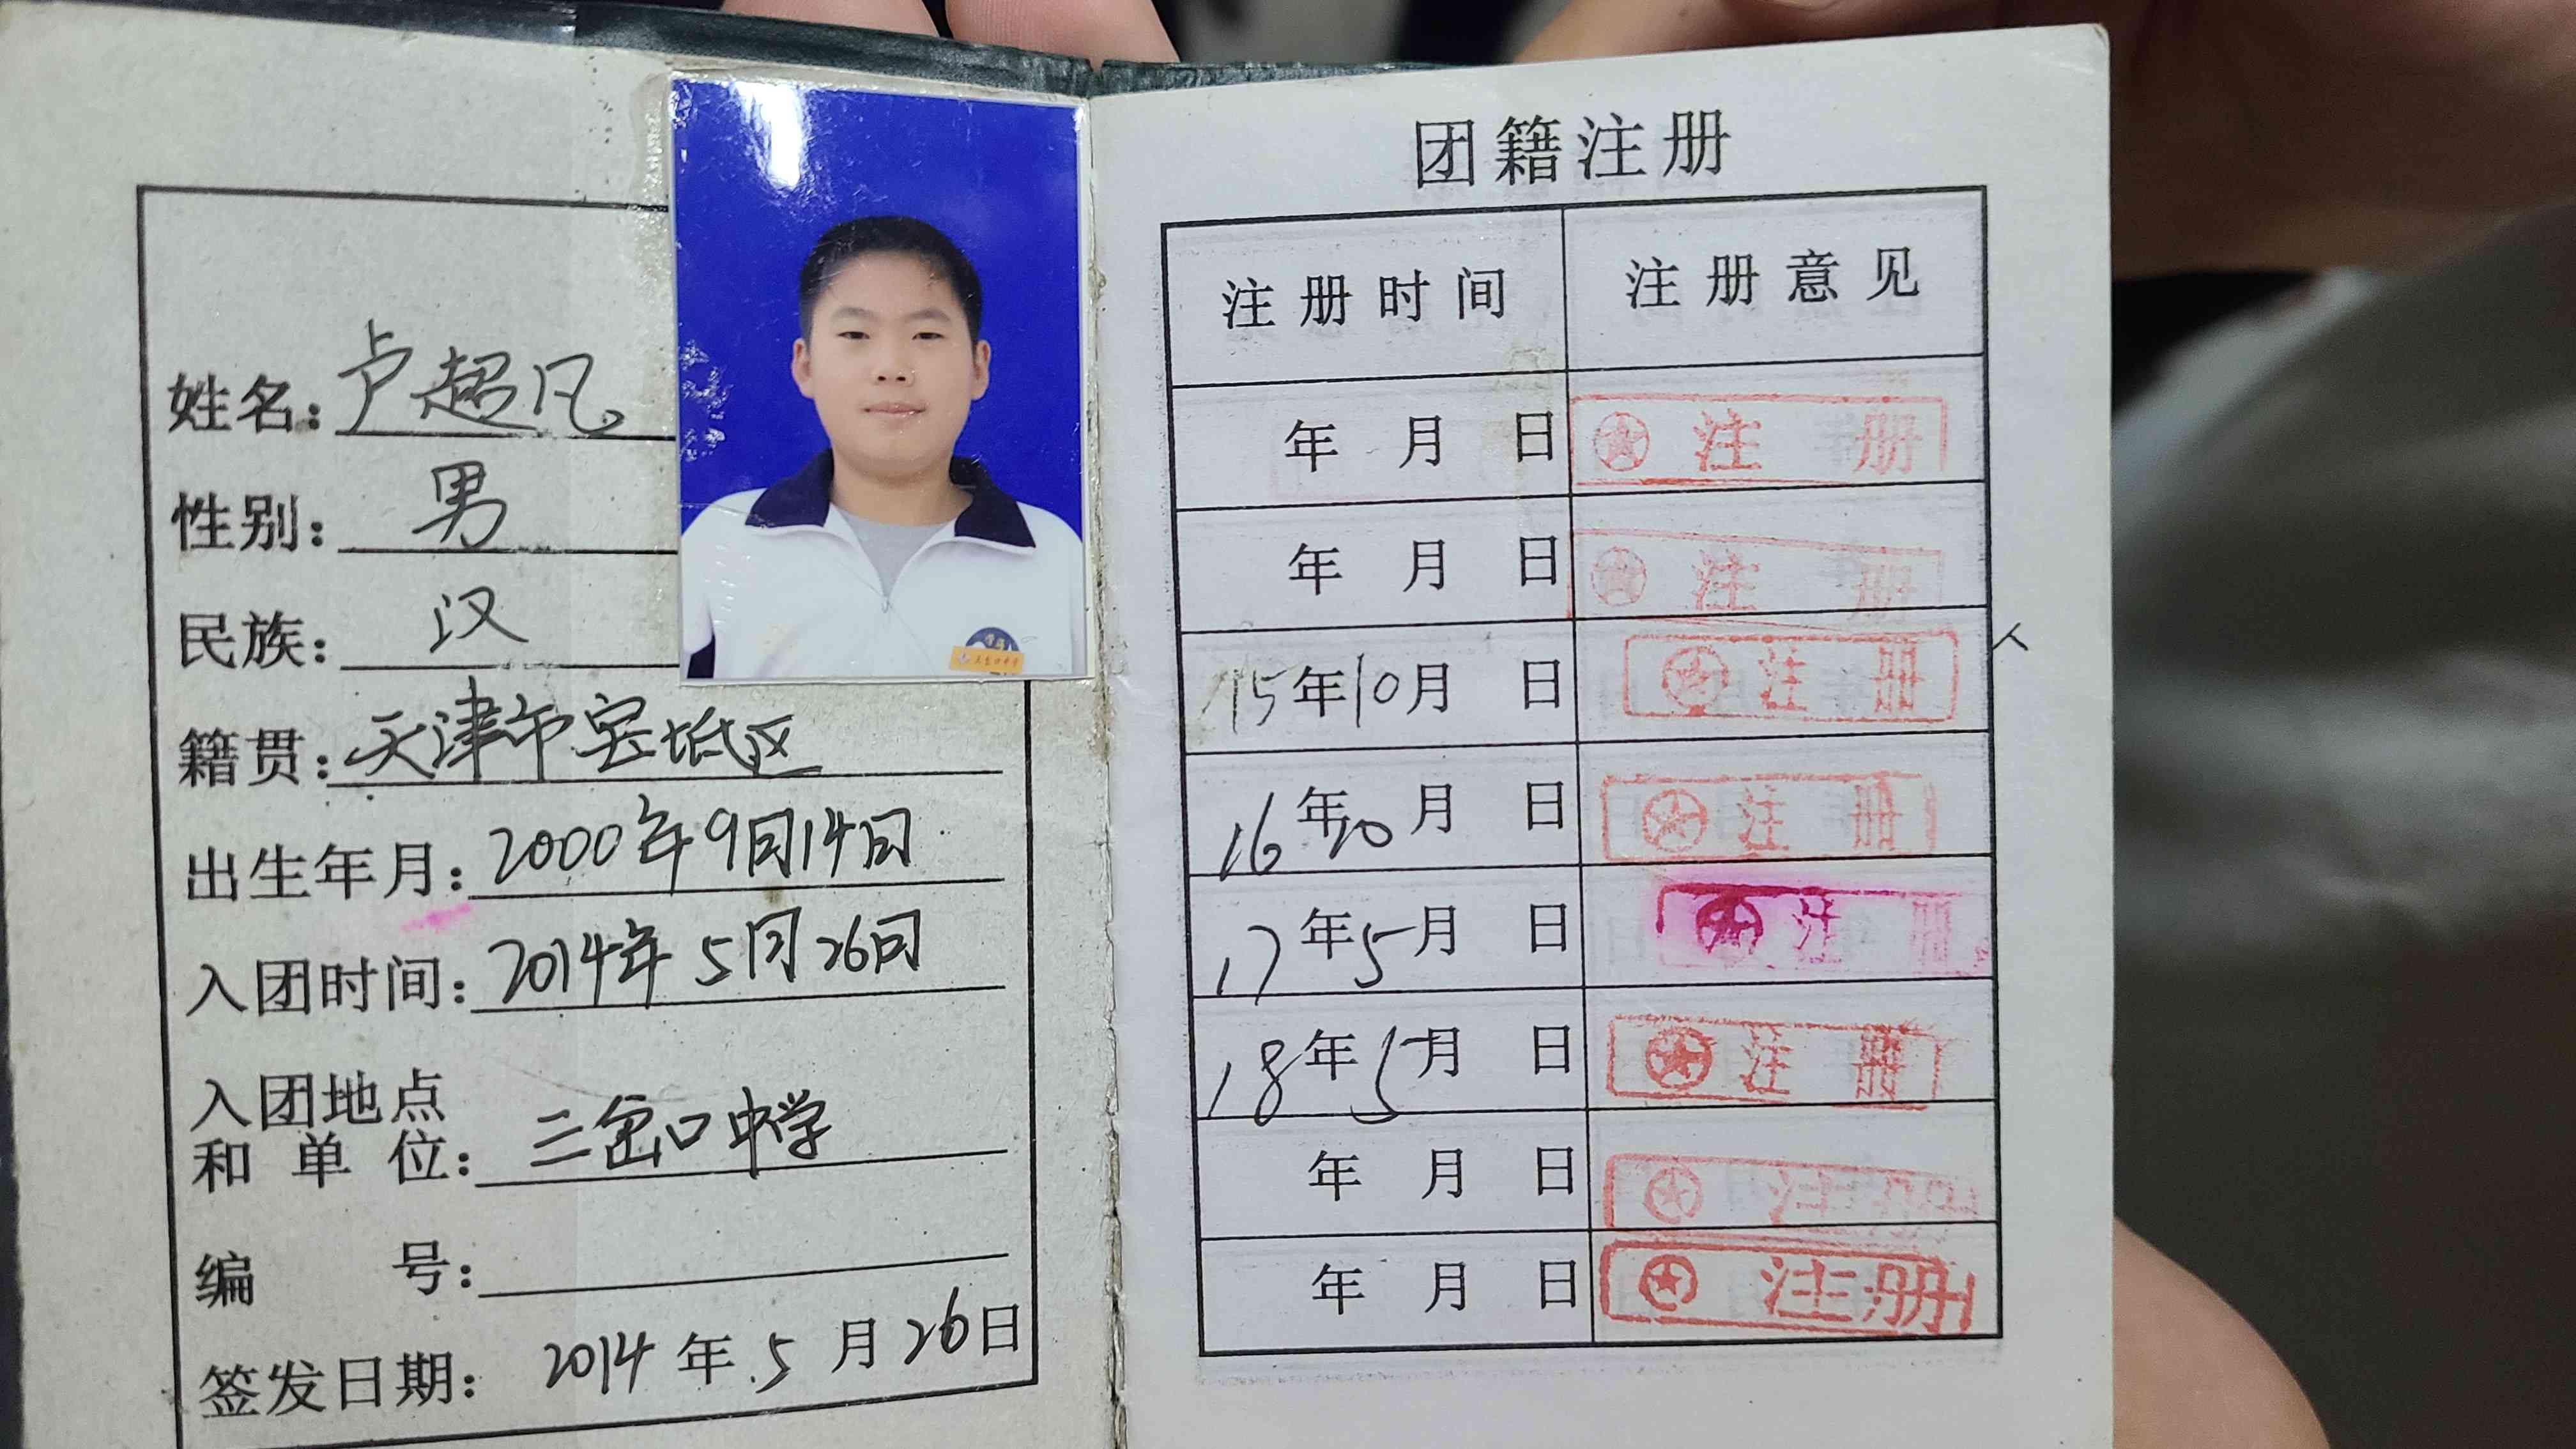 姓名：卢超凡
性别：男
民族：汉
籍贯：天津市宝坻区
出生年月：2000年9月14日
入团时间：2014年5月26日
入团地点
和单位：三岔口中学
编号：
签发日期：2014年5月26日
团籍注册
注册时间 注册意见
年 月 日 注册
年 月 日 注册
15年10月 日 注册
16年10月 日 注册
17年5月 日 注册
18年 月 日 注册
年 月 日 注册
年 月 日 注册